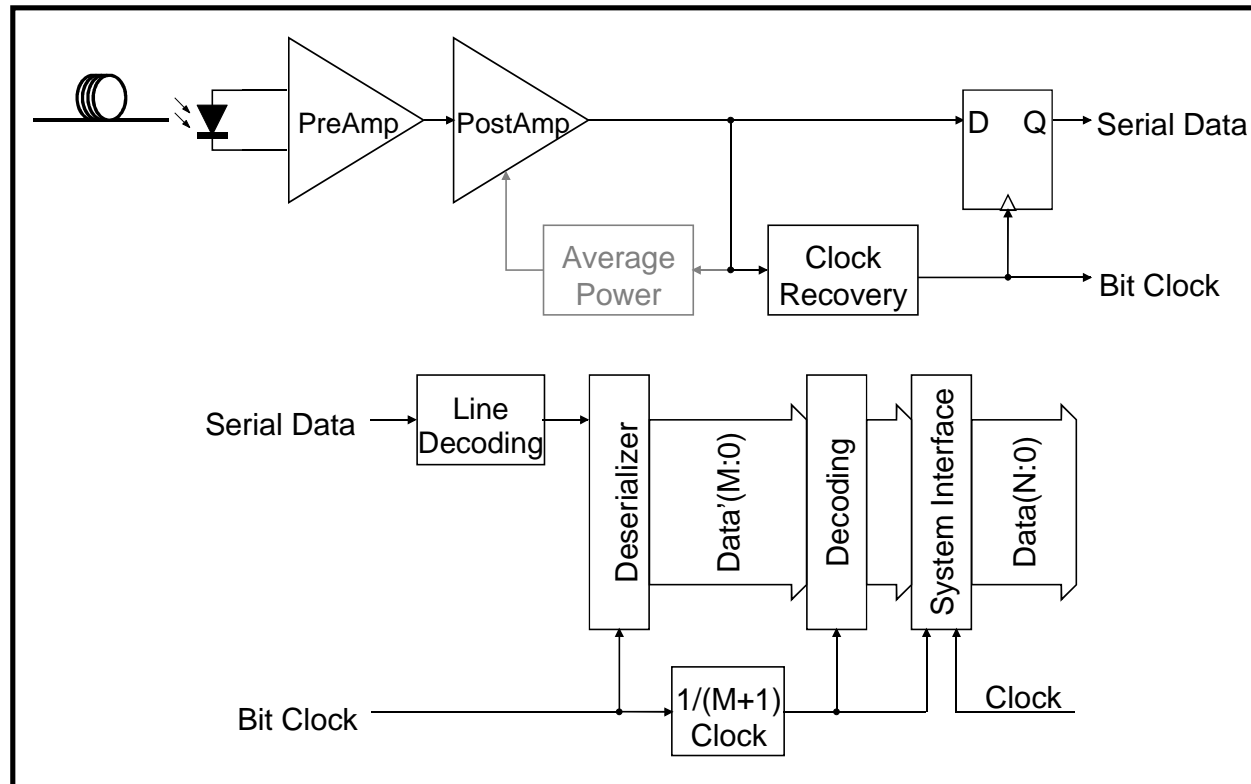 PreAmp
PostAmp
D Q
Serial Data
Average
Power
Clock
Recovery
Bit Clock
Serial Data
Line
Decoding
Deserializer
Data’(M:0)
Decoding
System Interface
Data(N:0)
Bit Clock
1/(M+1)
Clock
Clock